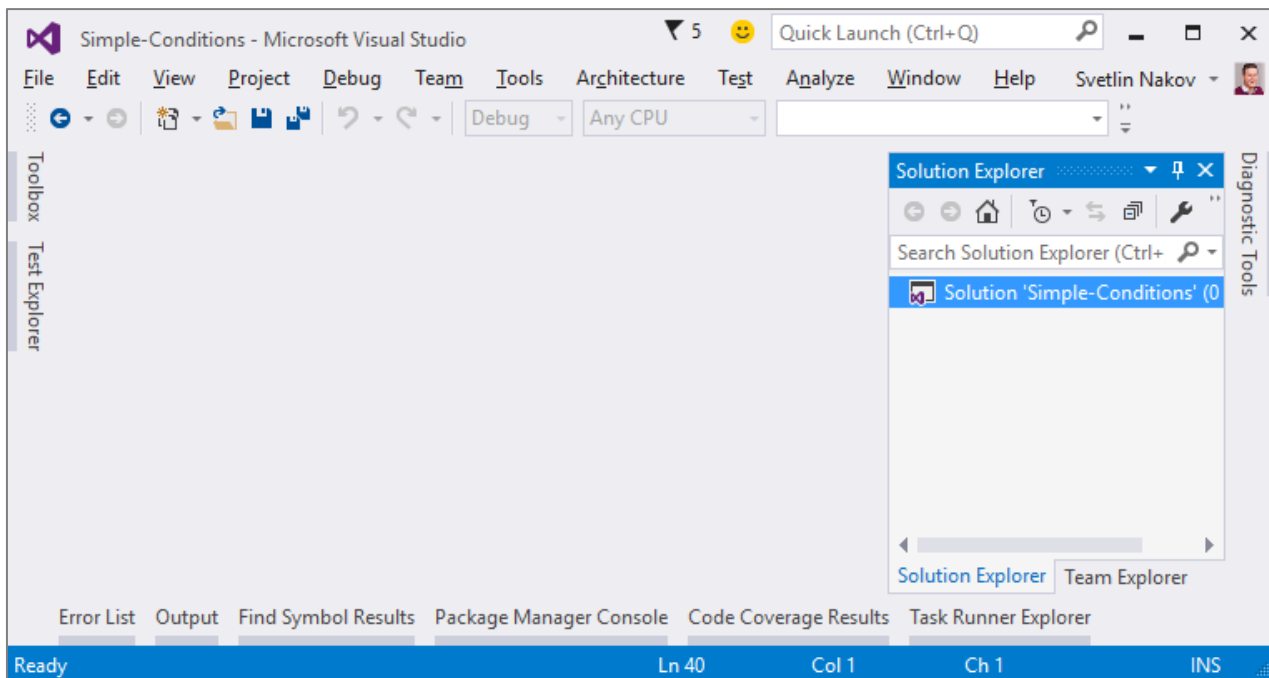 Simple-Conditions - Microsoft Visual Studio 5 Quick Launch (Ctrl+Q)
File Edit View Project Debug Team Tools Architecture Test Analyze Window Help Svetlin Nakov
Debug Any CPU
Toolbox
Test Explorer
Solution Explorer
Search Solution Explorer (Ctrl+
Solution 'Simple-Conditions' (0
Solution Explorer Team Explorer
Diagnostic Tools
Error List Output Find Symbol Results Package Manager Console Code Coverage Results Task Runner Explorer
Ready Ln 40 Col 1 Ch 1 INS